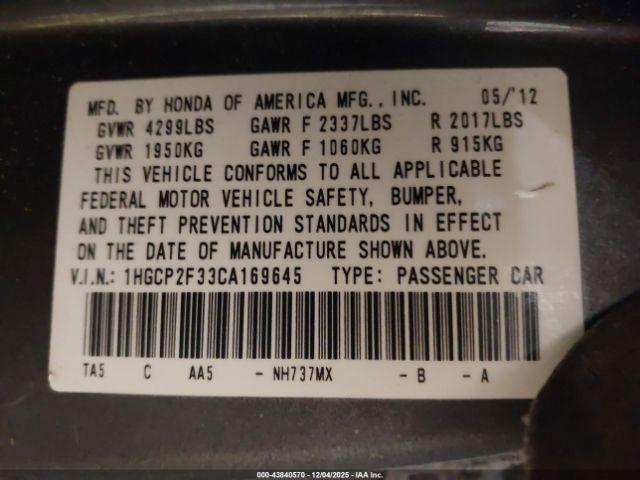 MFD. BY HONDA OF AMERICA MFG., INC. 05/'12
GVWR 4299LBS GAWR F 2337LBS R 2017LBS
GVWR 1950KG GAWR F 1060KG R 915KG
THIS VEHICLE CONFORMS TO ALL APPLICABLE
FEDERAL MOTOR VEHICLE SAFETY, BUMPER,
AND THEFT PREVENTION STANDARDS IN EFFECT
ON THE DATE OF MANUFACTURE SHOWN ABOVE.
V.I.N.: 1HGCP2F33CA169645 TYPE: PASSENGER CAR
TA5 C AA5 - NH737MX - B - A
000-43840570 | 12/04/2025 - IAA Inc.